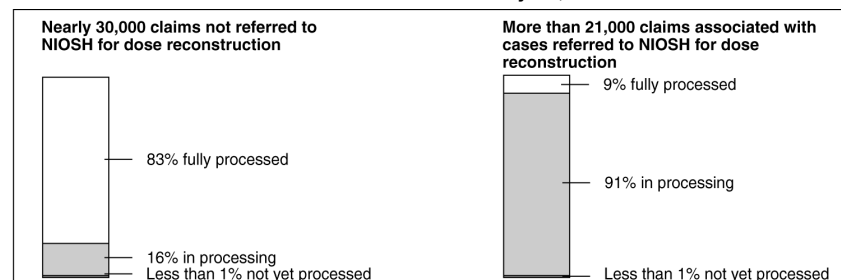 Nearly 30,000 claims not referred to
NIOSH for dose reconstruction
83% fully processed
16% in processing
Less than 1% not yet processed
More than 21,000 claims associated with
cases referred to NIOSH for dose
reconstruction
9% fully processed
91% in processing
Less than 1% not yet processed